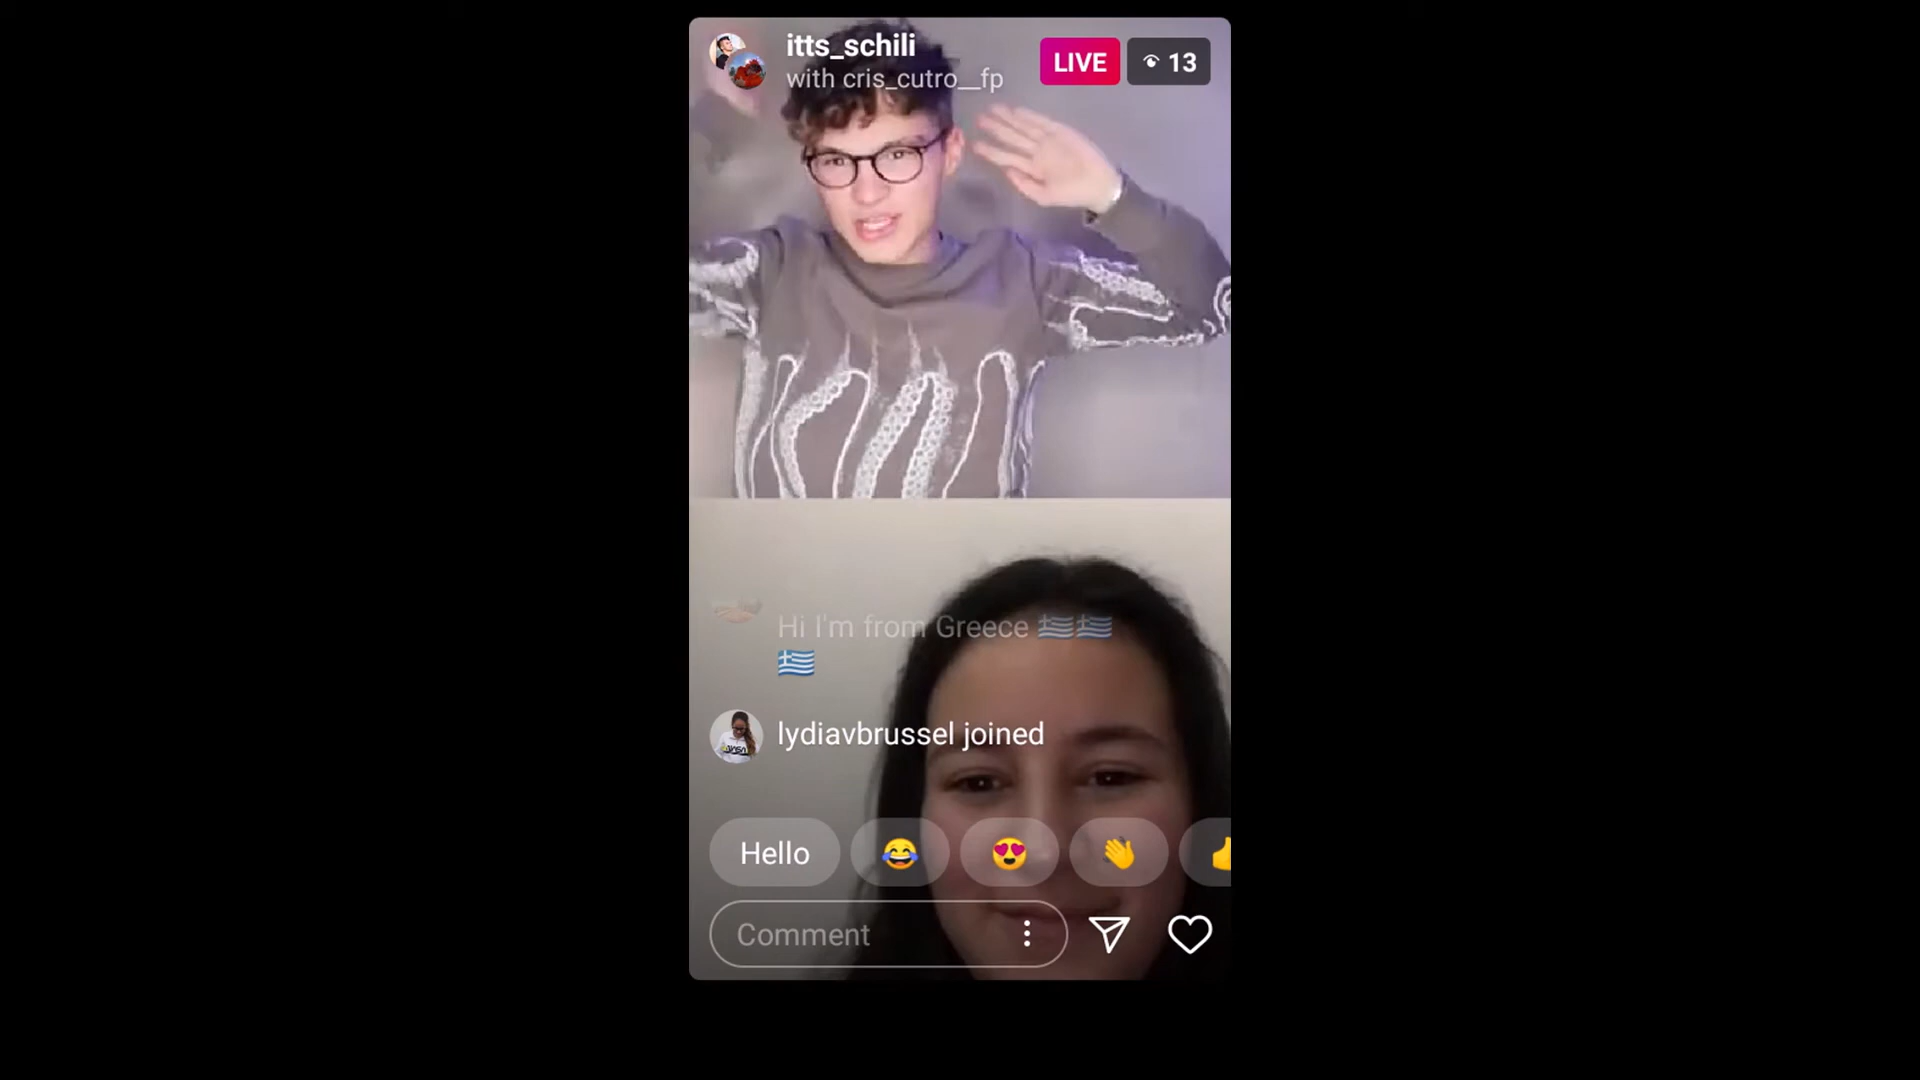 itts_schili
with cris_cutro__fp
LIVE
13
Hi I'm from Greece 🇬🇷🇬🇷
🇬🇷
lydiavbrussel joined
Hello
Comment